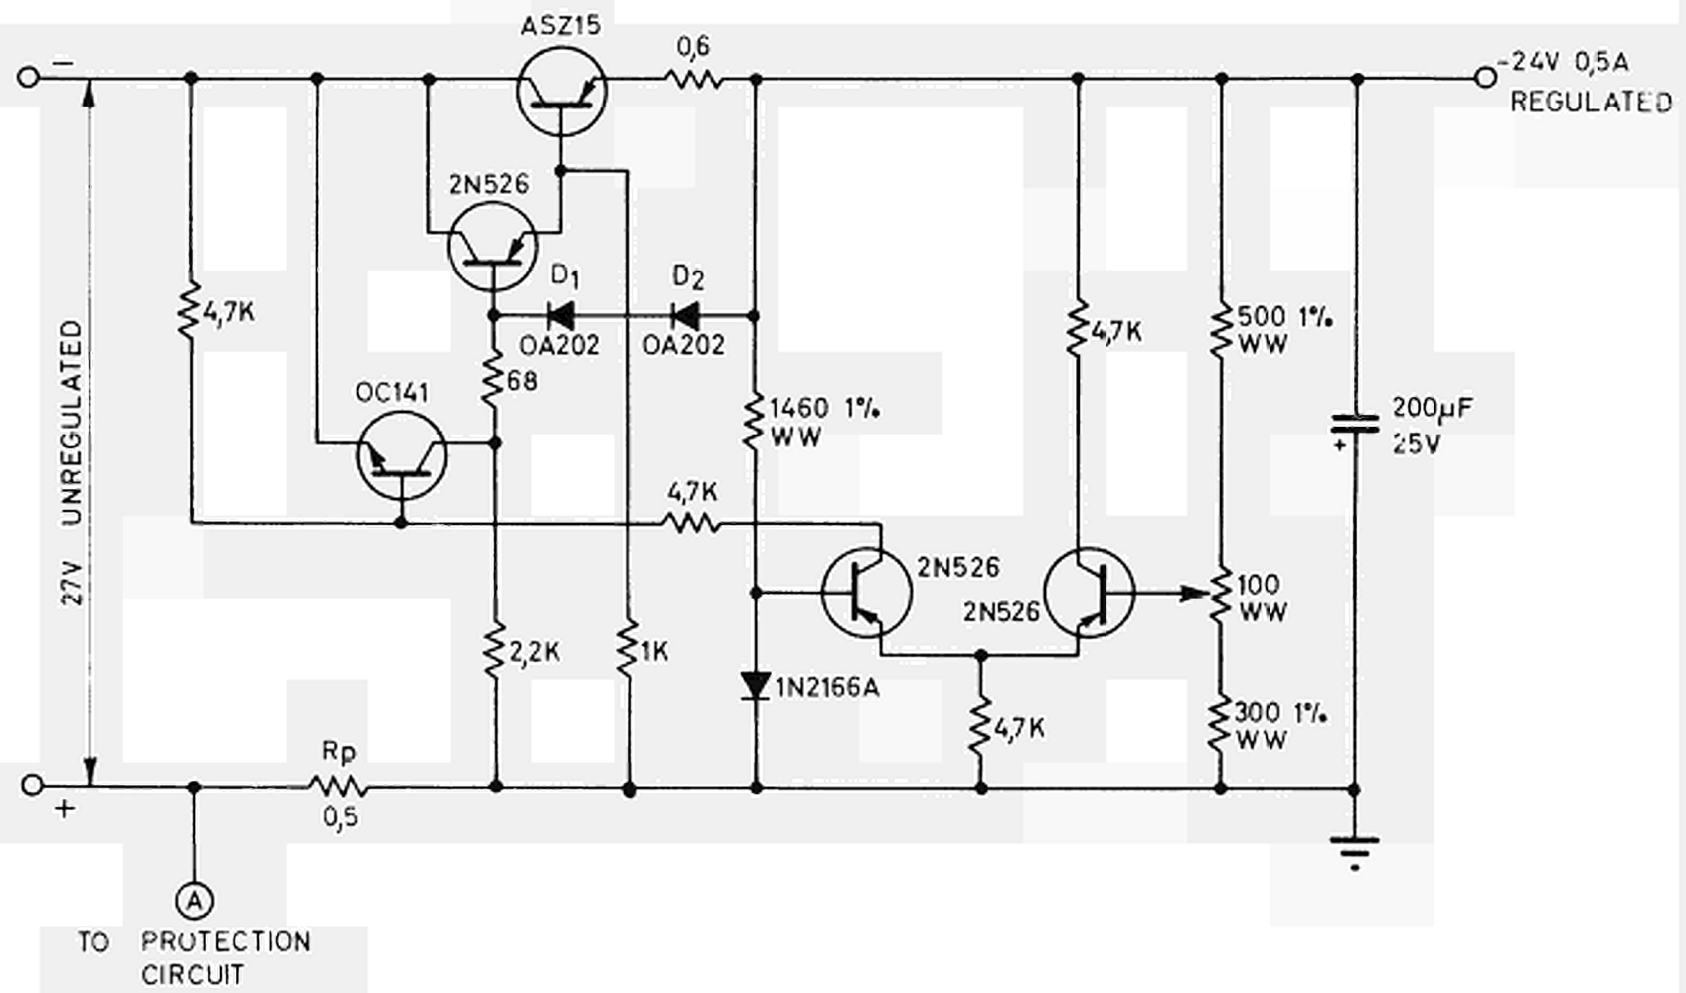 ASZ15
0,6
−
-24V 0,5A
REGULATED
2N526
4,7K
D1
D2
OA202
OA202
4,7K
500 1%
WW
68
OC141
1460 1%
WW
200µF
+ 25V
27V UNREGULATED
4,7K
2N526
2N526
100
WW
2,2K
1K
1N2166A
4,7K
300 1%
WW
Rp
0,5
+
A
TO PROTECTION
CIRCUIT